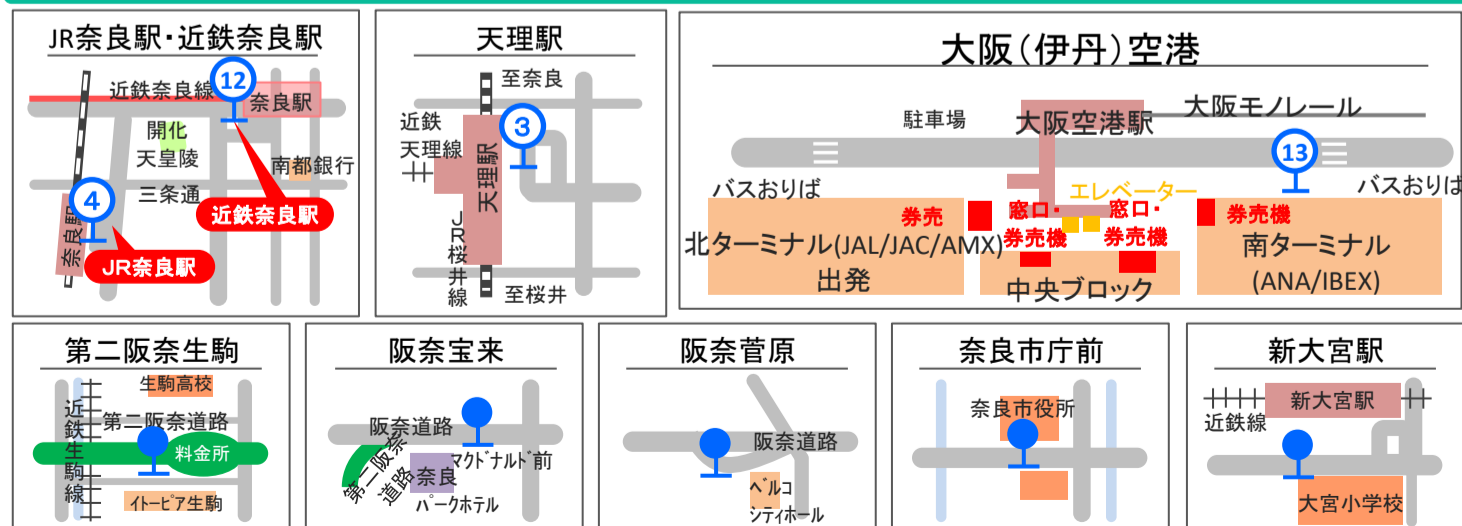 JR奈良駅・近鉄奈良駅
近鉄奈良線
12
奈良駅
開化
天皇陵
南都銀行
三条通
4
奈良駅
近鉄奈良駅
JR奈良駅
天理駅
至奈良
近鉄
天理線
3
天理駅
JR桜井線
至桜井
大阪(伊丹)空港
駐車場
大阪空港駅
大阪モノレール
13
バスおりば
エレベーター
バスおりば
券売
窓口・
券売機
窓口・
券売機
券売機
北ターミナル(JAL/JAC/AMX)
出発
中央ブロック
南ターミナル
(ANA/IBEX)
第二阪奈生駒
生駒高校
近鉄生駒線
第二阪奈道路
料金所
イトーピア生駒
阪奈宝来
阪奈道路
第二阪奈
道路
マクドナルド前
奈良
パークホテル
阪奈菅原
阪奈道路
ベルコ
シティホール
奈良市庁前
奈良市役所
新大宮駅
新大宮駅
近鉄線
大宮小学校